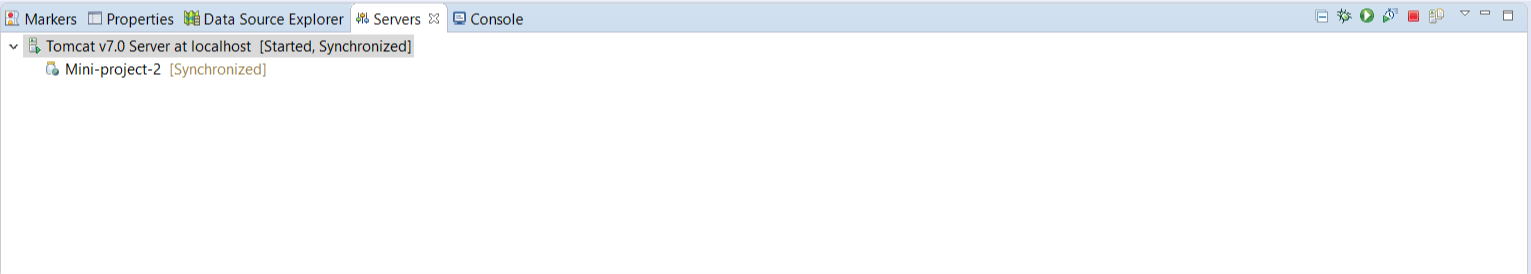 Markers Properties Data Source Explorer Servers Console
Tomcat v7.0 Server at localhost [Started, Synchronized]
Mini-project-2 [Synchronized]